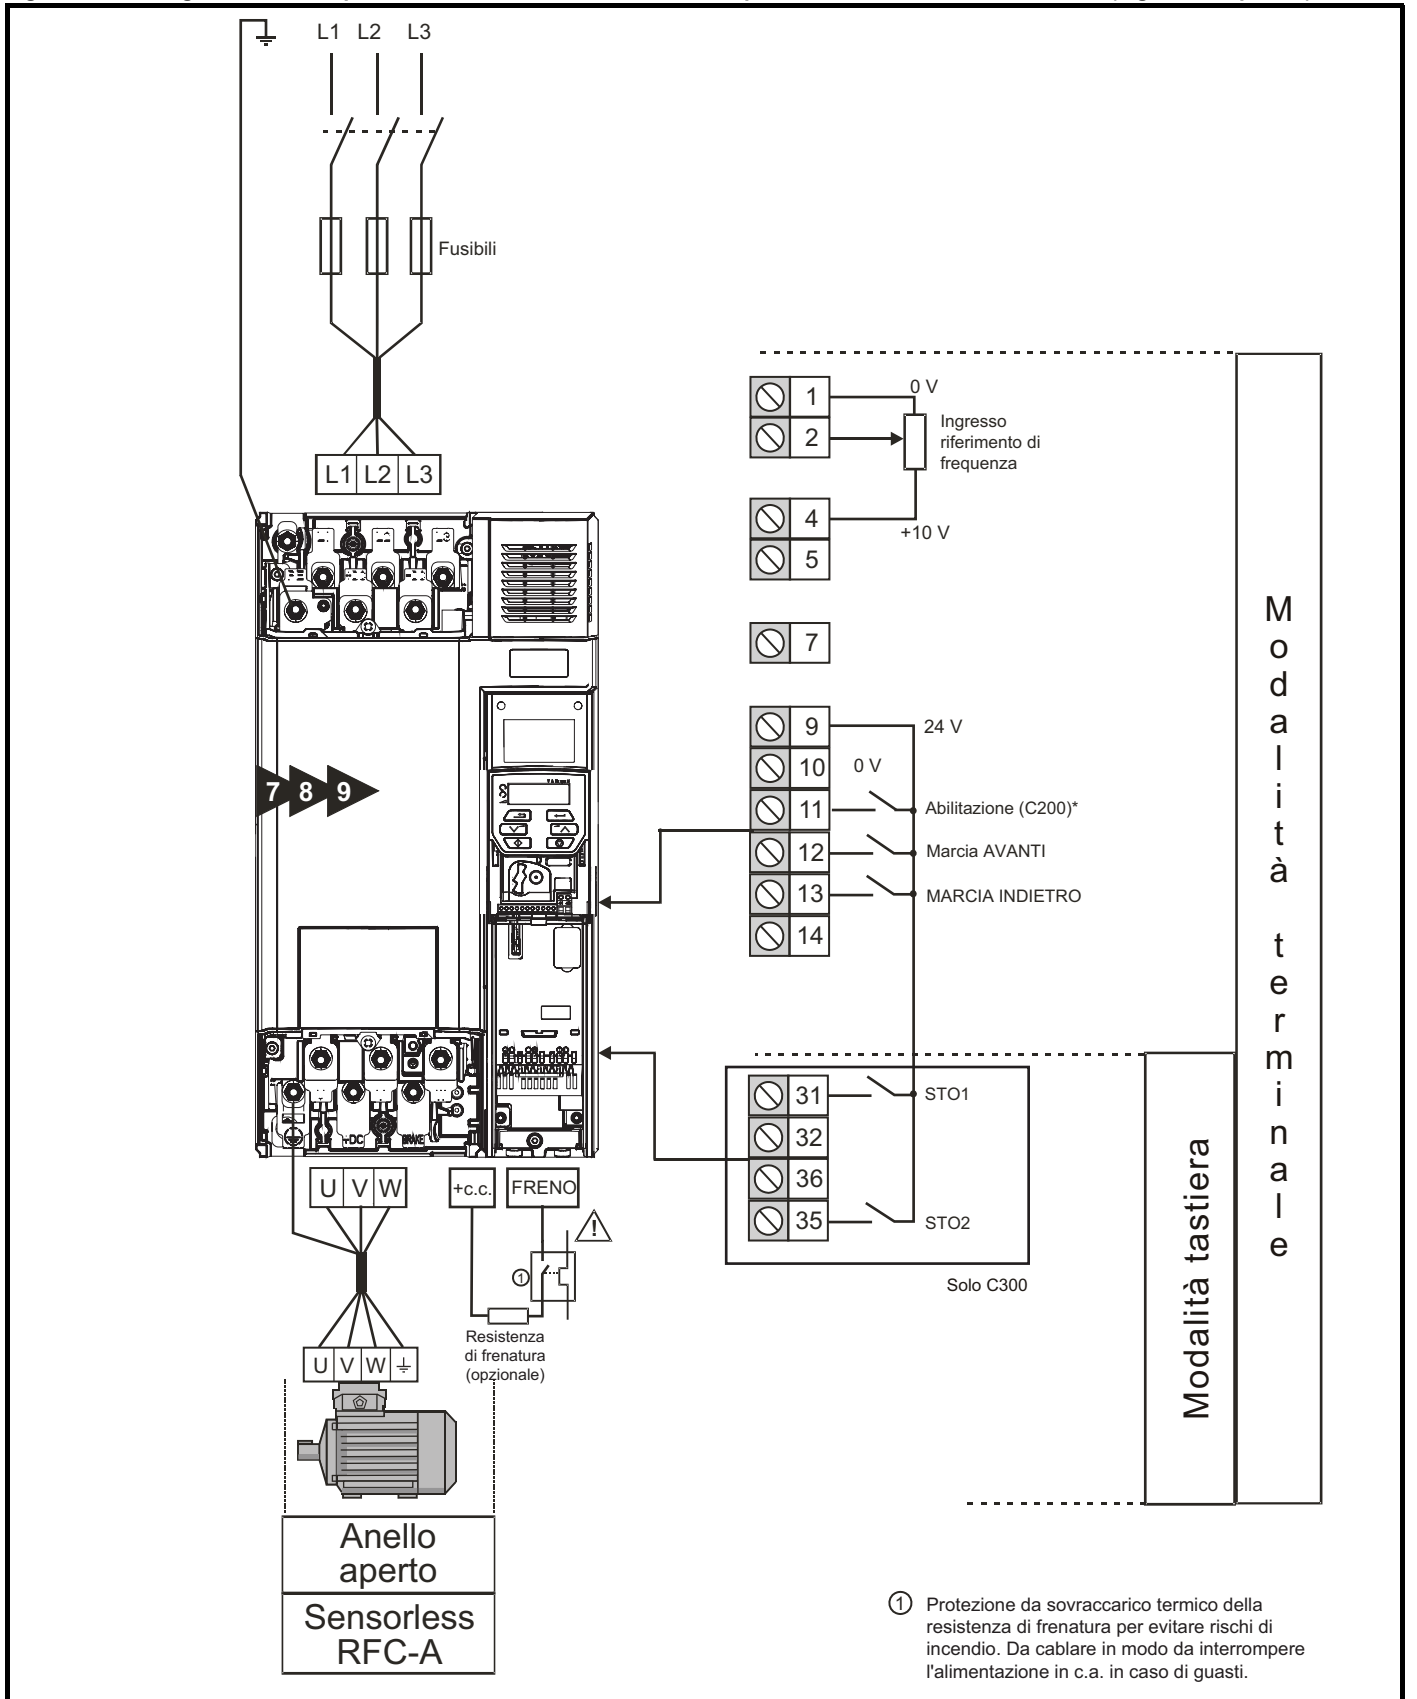 L1 L2 L3
Fusibili
L1 L2 L3
1
0 V
2
Ingresso
riferimento di
frequenza
4
+10 V
5
7
9
24 V
10
0 V
11
Abilitazione (C200)*
12
Marcia AVANTI
13
MARCIA INDIETRO
14
7 8 9
31
STO1
32
36
35
STO2
Solo C300
Modalità tastiera
Modalità terminale
+DC
BRAKE
U V W
+c.c.
FRENO
1
Resistenza
di frenatura
(opzionale)
U V W
Anello
aperto
Sensorless
RFC-A
1 Protezione da sovraccarico termico della
resistenza di frenatura per evitare rischi di
incendio. Da cablare in modo da interrompere
l'alimentazione in c.a. in caso di guasti.